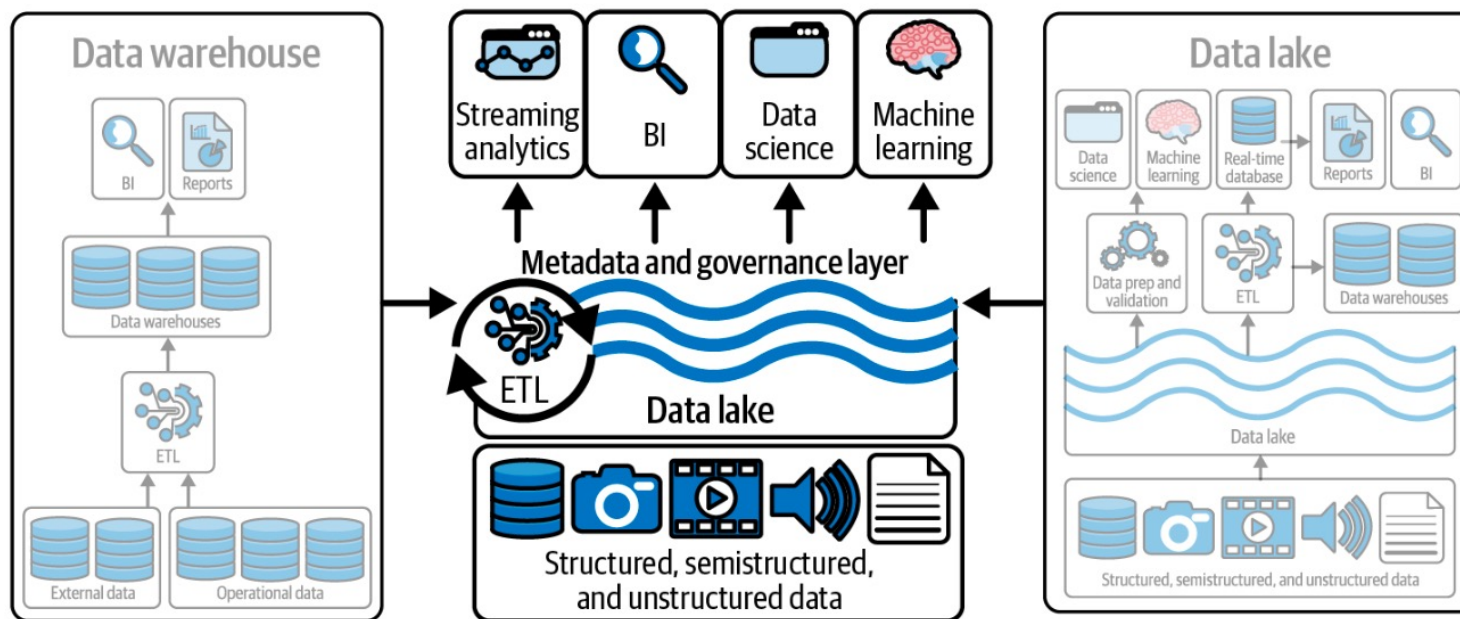 Data warehouse
BI
Reports
Data warehouses
ETL
External data
Operational data
Streaming
analytics
BI
Data
science
Machine
learning
Metadata and governance layer
ETL
Data lake
Structured, semistructured,
and unstructured data
Data lake
Data
science
Machine
learning
Real-time
database
Reports
BI
Data prep and
validation
ETL
Data warehouses
Data lake
Structured, semistructured, and unstructured data